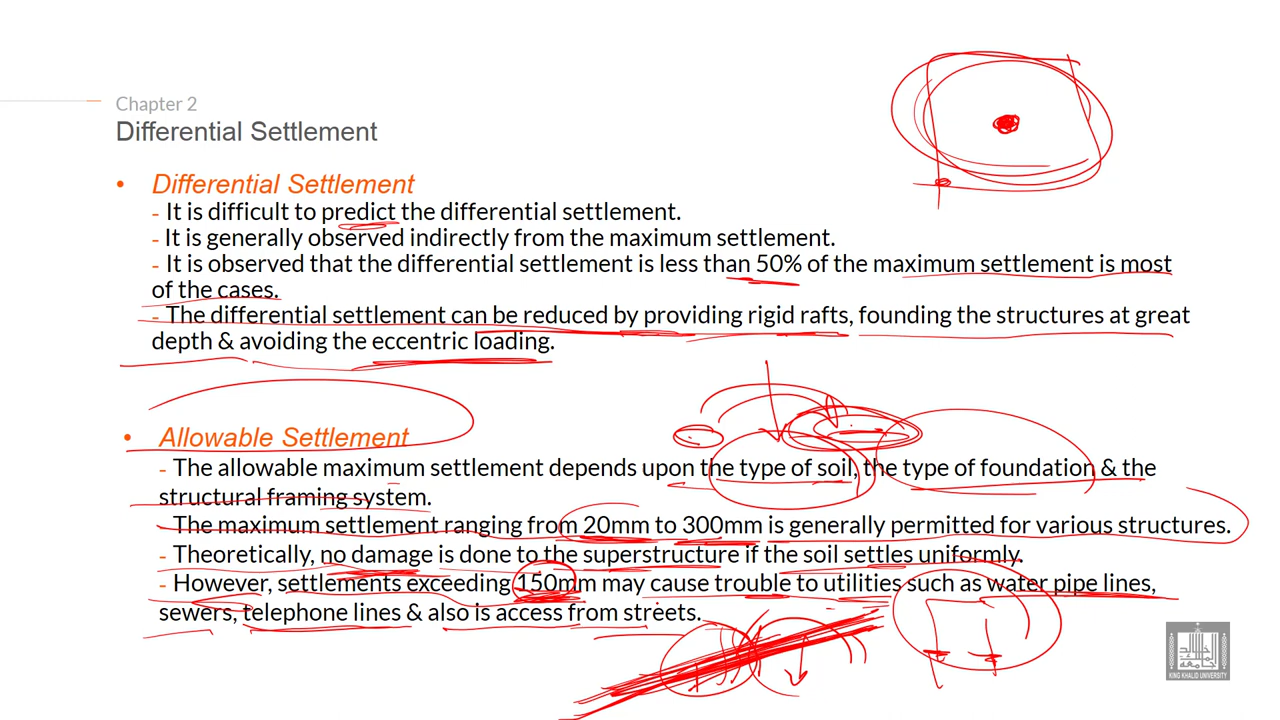 Chapter 2
Differential Settlement
• Differential Settlement
- It is difficult to predict the differential settlement.
- It is generally observed indirectly from the maximum settlement.
- It is observed that the differential settlement is less than 50% of the maximum settlement is most
of the cases.
- The differential settlement can be reduced by providing rigid rafts, founding the structures at great
depth & avoiding the eccentric loading.
• Allowable Settlement
- The allowable maximum settlement depends upon the type of soil, the type of foundation & the
structural framing system.
- The maximum settlement ranging from 20mm to 300mm is generally permitted for various structures.
- Theoretically, no damage is done to the superstructure if the soil settles uniformly.
- However, settlements exceeding 150mm may cause trouble to utilities such as water pipe lines,
sewers, telephone lines & also is access from streets.
KING KHALID UNIVERSITY